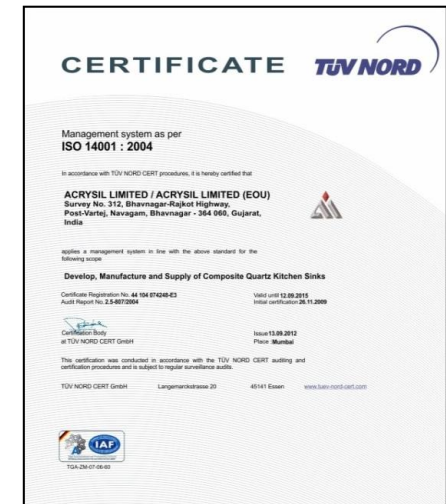 CERTIFICATE
TÜV NORD
Management system as per
ISO 14001 : 2004
In accordance with TÜV NORD CERT procedures, it is hereby certified that
ACRYSIL LIMITED / ACRYSIL LIMITED (EOU)
Survey No. 312, Bhavnagar-Rajkot Highway,
Post-Vartej, Navagam, Bhavnagar - 364 060, Gujarat,
India
applies a management system in line with the above standard for the
following scope
Develop, Manufacture and Supply of Composite Quartz Kitchen Sinks
Certificate Registration No. 44 104 074248-E3
Audit Report No. 2.5-807/2004
Valid until 12.09.2015
Initial certification 26.11.2009
Certification Body
at TÜV NORD CERT GmbH
Issue 13.09.2012
Place :Mumbai
This certification was conducted in accordance with the TÜV NORD CERT auditing and
certification procedures and is subject to regular surveillance audits.
TÜV NORD CERT GmbH Langemarckstrasse 20 45141 Essen www.tuev-nord-cert.com
IAF
TGA-ZM-07-06-60